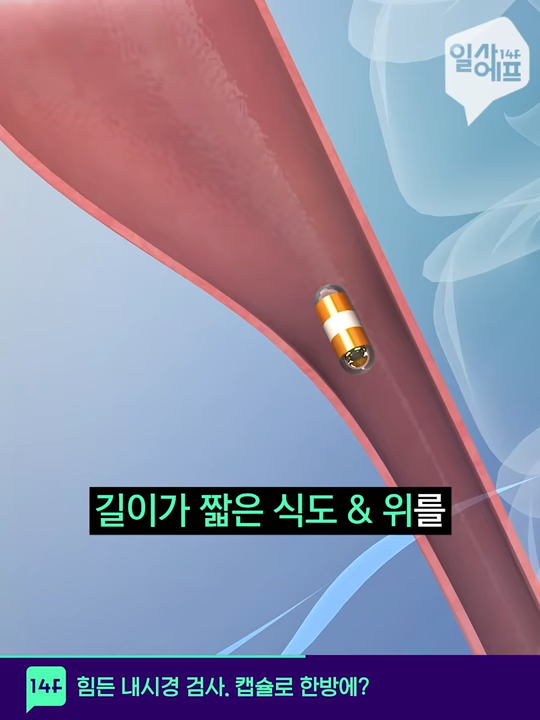 일사 14F
에프
길이가 짧은 식도 & 위를
14F 힘든 내시경 검사. 캡슐로 한방에?